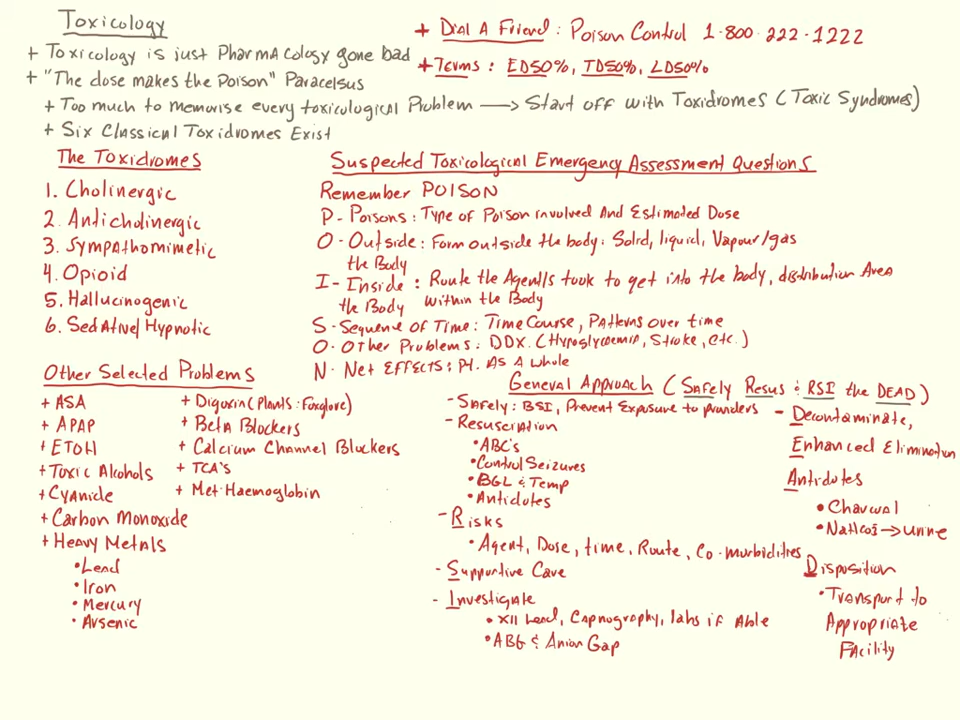 Toxicology
+ Toxicology is just Pharmacology gone bad
+ "The dose makes the Poison" Paracelsus
+ Too much to memorise every toxicological Problem → Start off with Toxidromes (Toxic Syndromes)
+ Six Classical Toxidromes Exist
+ Dial A Friend: Poison Control 1-800-222-1222
+ Terms: ED50%, TD50%, LD50%
The Toxidromes
1. Cholinergic
2. Anticholinergic
3. Sympathomimetic
4. Opioid
5. Hallucinogenic
6. Sedative/Hypnotic
Suspected Toxicological Emergency Assessment Questions
Remember POISON
P - Poisons: Type of Poison involved And Estimated Dose
O - Outside the Body: Form outside the body: Solid, liquid, Vapour/gas
I - Inside the Body: Route the Agent/s took to get into the body, distribution Area within the Body
S - Sequence of Time: Time Course, Patterns over time
O - Other Problems: DDX. (Hypoglycaemia, Stroke, etc.)
N - Net Effects: Pt. As A whole
Other Selected Problems
+ ASA
+ APAP
+ ETOH
+ Toxic Alcohols
+ Cyanide
+ Carbon Monoxide
+ Heavy Metals
• Lead
• Iron
• Mercury
• Arsenic
+ Digoxin (Plants: Foxglove)
+ Beta Blockers
+ Calcium Channel Blockers
+ TCA's
+ Met-Haemoglobin
General Approach (Safely Resus & RSI the DEAD)
- Safely: BSI, Prevent Exposure to providers
- Resusciation
• ABC's
• Control Seizures
• BGL & Temp
• Antidotes
- Risks
• Agent, Dose, time, Route, Co-morbidities
- Supportive Care
- Investigate
• XII Lead, Capnography, labs if Able
• ABG & Anion Gap
- Decontaminate,
Enhanced Elimination
Antidotes
• Charcoal
• NaHCO3 → Urine
Disposition
• Transport to
Appropriate
Facility